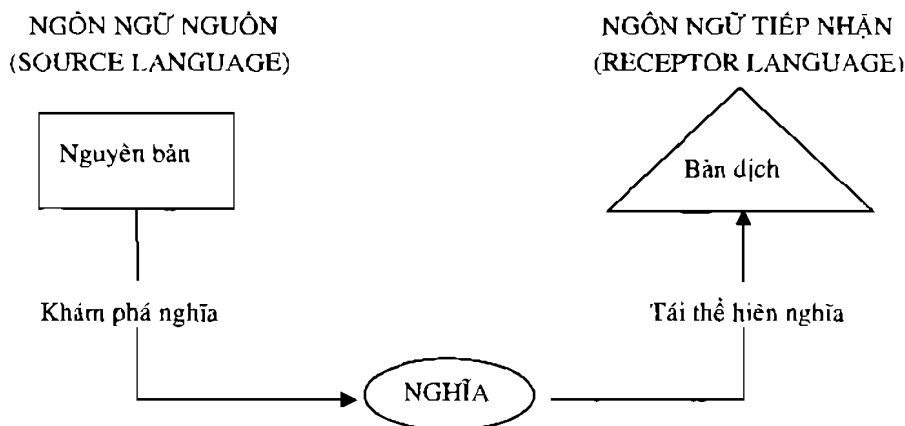 NGÔN NGỮ NGUỒN
(SOURCE LANGUAGE)
NGÔN NGỮ TIẾP NHẬN
(RECEPTOR LANGUAGE)
Nguyên bản
Bản dịch
Khám phá nghĩa
Tái thể hiện nghĩa
NGHĨA